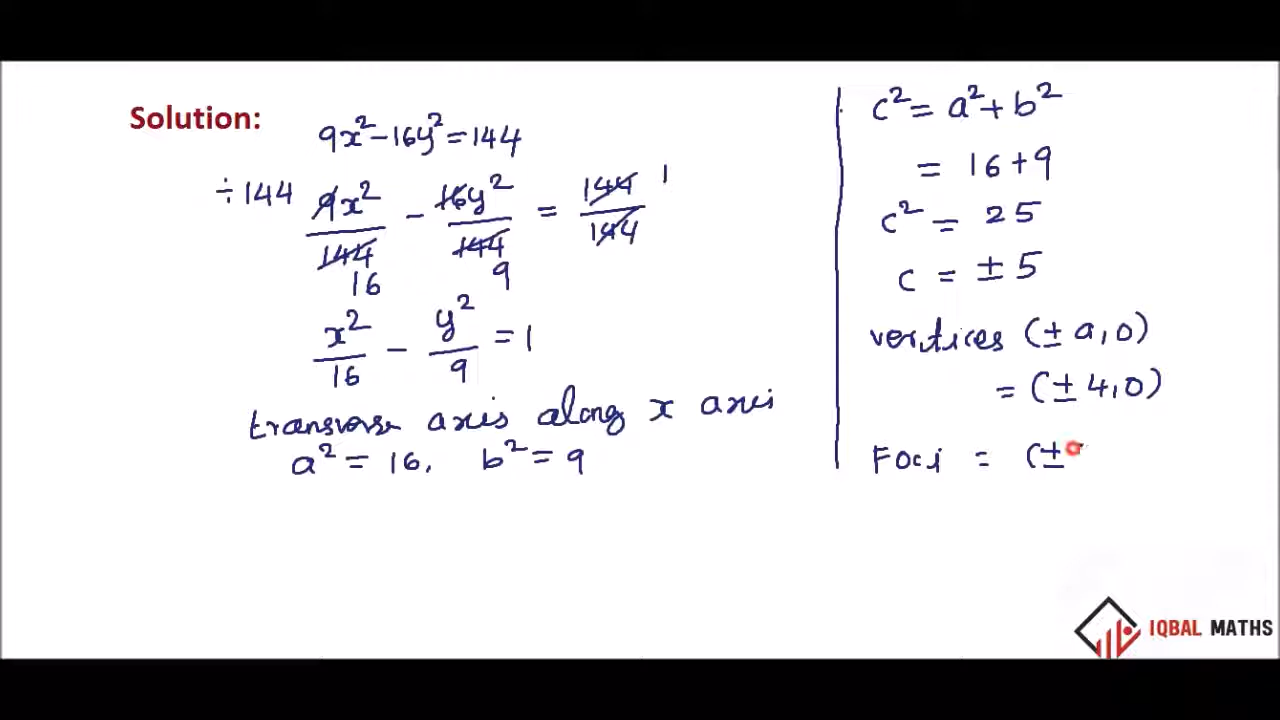 Solution:
9x² − 16y² = 144
÷144 9x²/144 − 16y²/144 = 144/144 1
16 9
x²/16 − y²/9 = 1
transverse axis along x axis
a² = 16, b² = 9
c² = a² + b²
= 16 + 9
c² = 25
c = ± 5
vertices (± a, 0)
= (± 4, 0)
Foci = (±
IQBAL MATHS